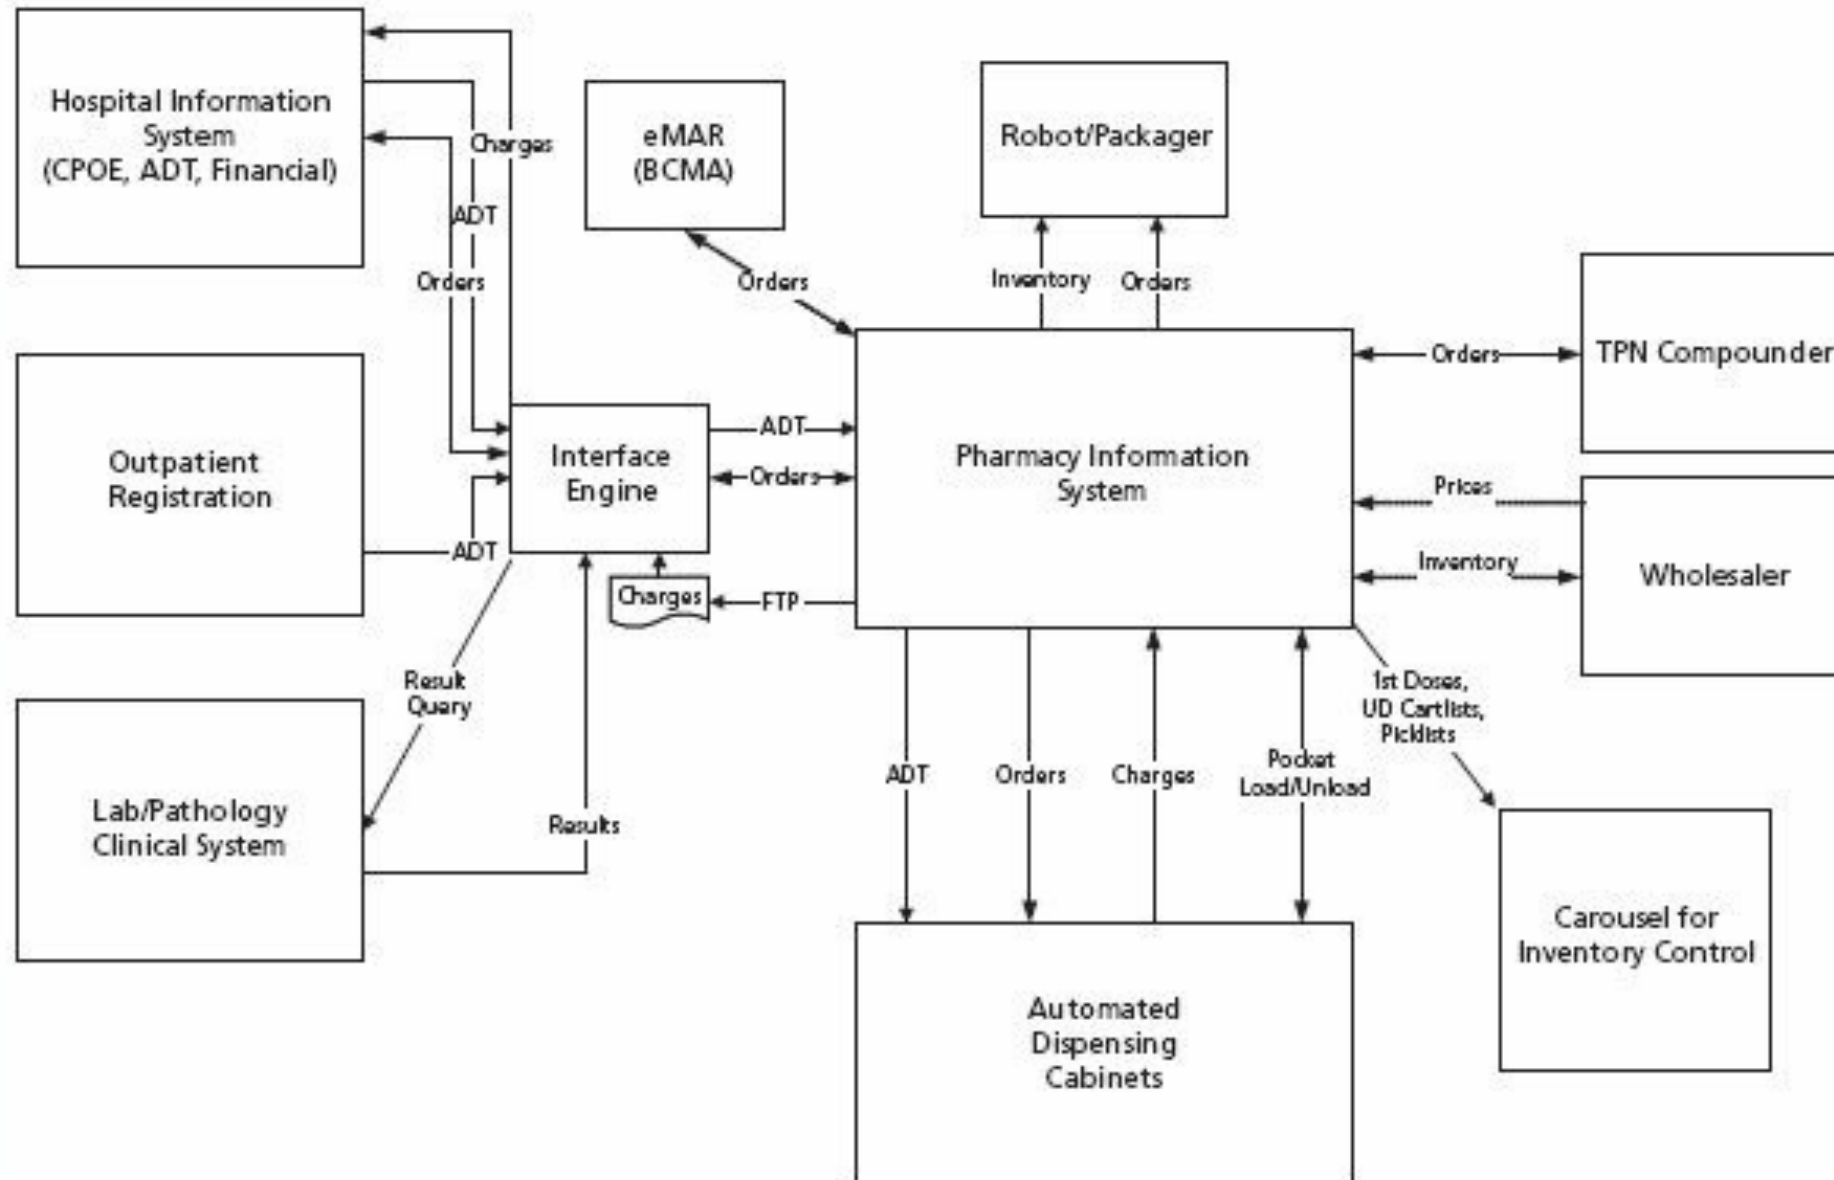 Hospital Information
System
(CPOE, ADT, Financial)
Charges
ADT
Orders
eMAR
(BCMA)
Orders
Robot/Packager
Inventory
Orders
Orders
TPN Compounder
Outpatient
Registration
ADT
Interface
Engine
ADT
Orders
Charges
FTP
Pharmacy Information
System
Prices
Inventory
Wholesaler
Result
Query
Results
Lab/Pathology
Clinical System
ADT
Orders
Charges
Pocket
Load/Unload
1st Doses,
UD Cartlists,
Picklists
Automated
Dispensing
Cabinets
Carousel for
Inventory Control